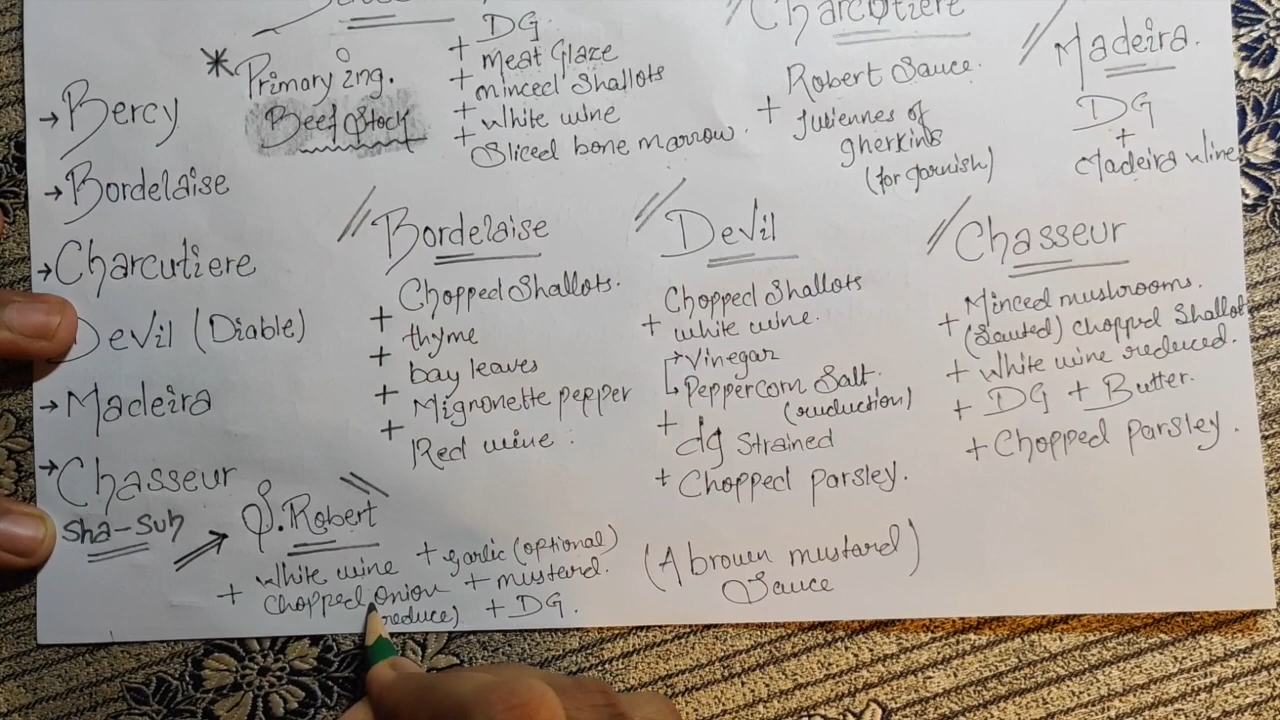 → Bercy
→ Bordelaise
→ Charcutiere
Devil (Diable)
→ Madeira
→ Chasseur
Sha-Suh
* Primary ing.
Beef Stock
DG
+ Meat Glaze
+ minced Shallots
+ White wine
+ Sliced bone marrow.
Charcutiere
Robert Sauce.
+ Juliennes of
gherkins
(for garnish)
Madeira.
DG
+
Madeira wine
Bordelaise
Chopped Shallots.
+ thyme
+ bay leaves
+ Mignonette pepper
+ Red wine.
Devil
Chopped Shallots
+ White wine.
Vinegar
Peppercorn Salt.
(reduction)
+ dg Strained
+ Chopped parsley.
Chasseur
Minced mushrooms.
+ (Sauted) chopped Shallot
+ White wine reduced.
+ DG + Butter.
+ Chopped parsley.
S. Robert
White wine + garlic (optional)
+ Chopped onion + mustard.
reduce) + DG.
(A brown mustard)
Sauce